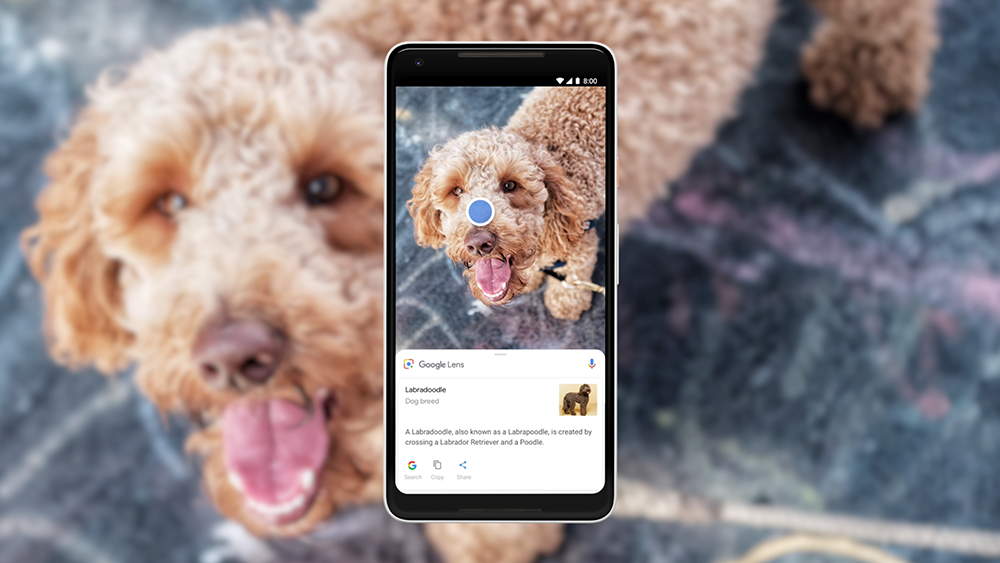 8:00
Google Lens
Labradoodle
Dog breed
A Labradoodle, also known as a Labrapoodle, is created by
crossing a Labrador Retriever and a Poodle.
Search Copy Share